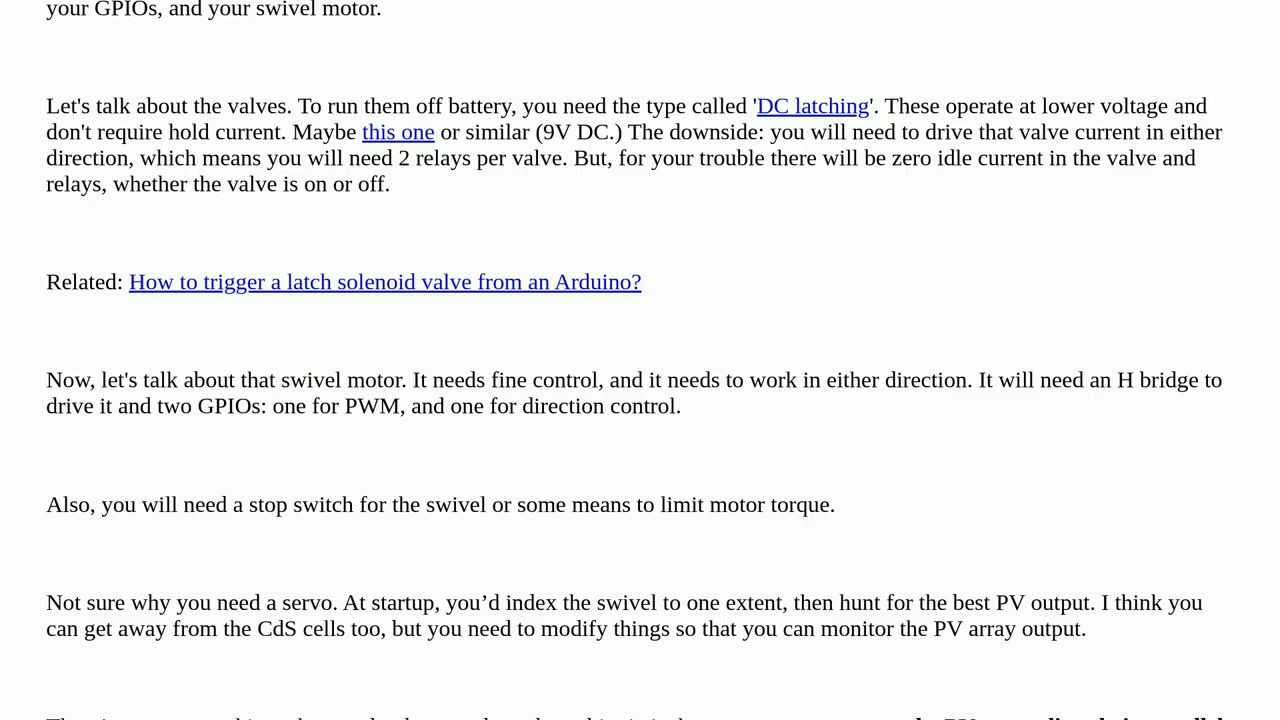 your GPIOs, and your swivel motor.
Let's talk about the valves. To run them off battery, you need the type called 'DC latching'. These operate at lower voltage and
don't require hold current. Maybe this one or similar (9V DC.) The downside: you will need to drive that valve current in either
direction, which means you will need 2 relays per valve. But, for your trouble there will be zero idle current in the valve and
relays, whether the valve is on or off.
Related: How to trigger a latch solenoid valve from an Arduino?
Now, let's talk about that swivel motor. It needs fine control, and it needs to work in either direction. It will need an H bridge to
drive it and two GPIOs: one for PWM, and one for direction control.
Also, you will need a stop switch for the swivel or some means to limit motor torque.
Not sure why you need a servo. At startup, you’d index the swivel to one extent, then hunt for the best PV output. I think you
can get away from the CdS cells too, but you need to modify things so that you can monitor the PV array output.